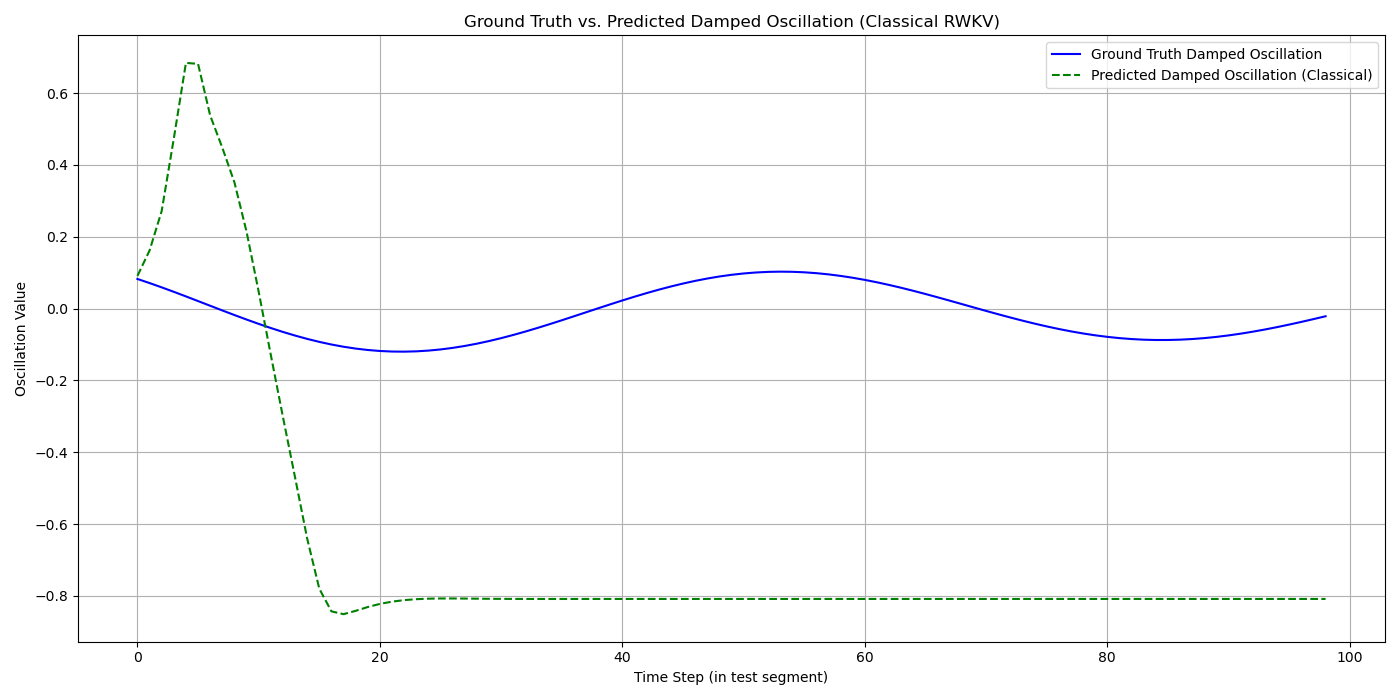 Ground Truth vs. Predicted Damped Oscillation (Classical RWKV)
Ground Truth Damped Oscillation
Predicted Damped Oscillation (Classical)
Oscillation Value
0.6
0.4
0.2
0.0
−0.2
−0.4
−0.6
−0.8
0 20 40 60 80 100
Time Step (in test segment)